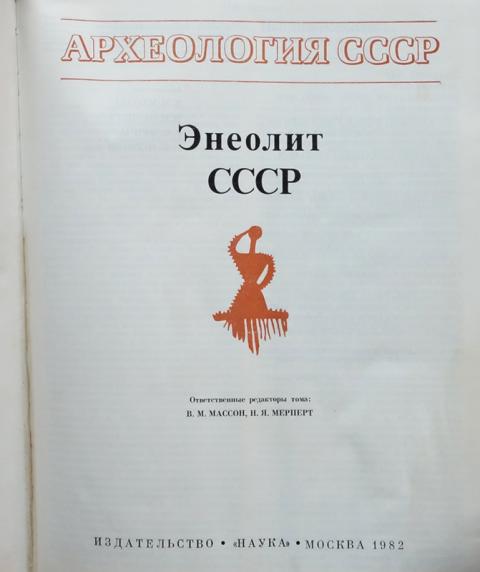 АРХЕОЛОГИЯ СССР
Энеолит
СССР
Ответственные редакторы тома:
В. М. МАССОН, Н. Я. МЕРПЕРТ
ИЗДАТЕЛЬСТВО • «НАУКА» • МОСКВА 1982